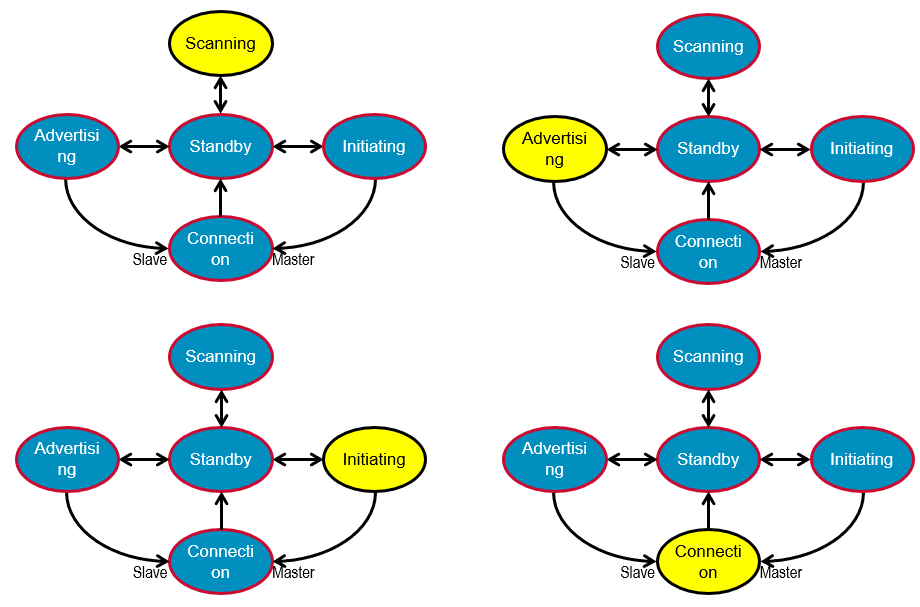 Scanning
Advertisi
ng
Standby
Initiating
Connecti
on
Slave
Master
Scanning
Advertisi
ng
Standby
Initiating
Connecti
on
Slave
Master
Scanning
Advertisi
ng
Standby
Initiating
Connecti
on
Slave
Master
Scanning
Advertisi
ng
Standby
Initiating
Connecti
on
Slave
Master